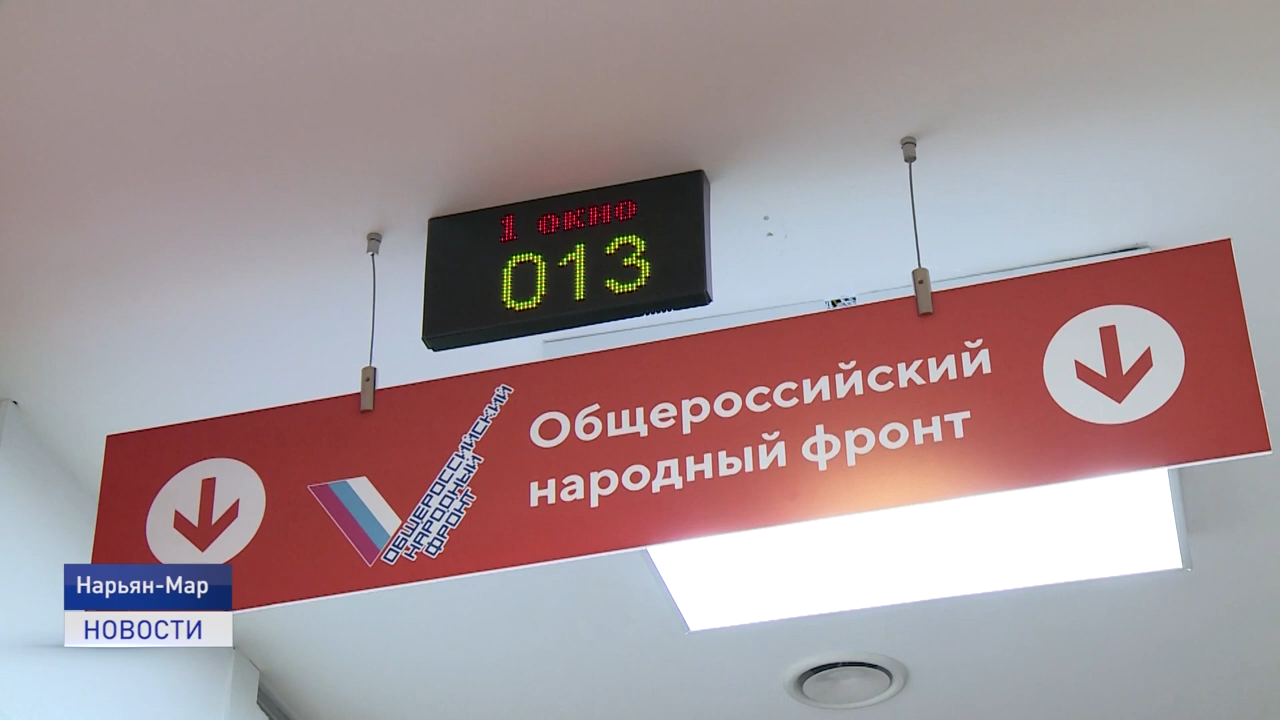 1 окно
013
Общероссийский
народный фронт
ОБЩЕРОССИЙСКИЙ
НАРОДНЫЙ
ФРОНТ
Нарьян-Мар
НОВОСТИ